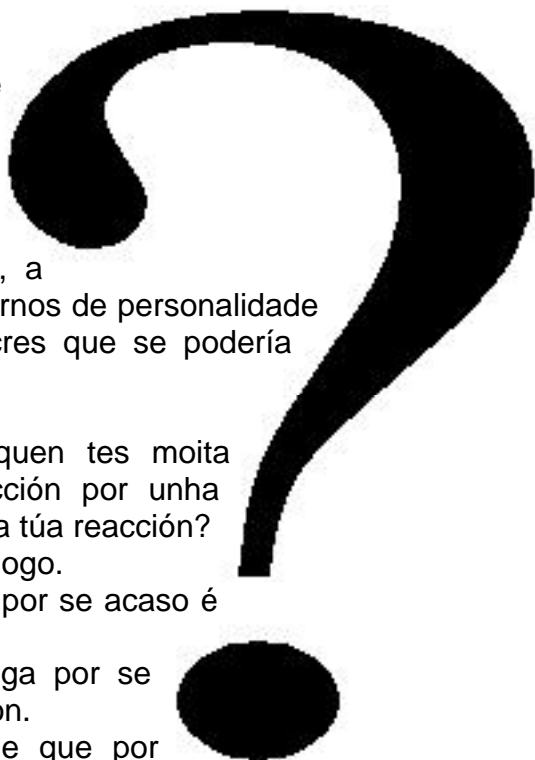 , a
rnos de personalidade
cres que se podería
quen tes moita
cción por unha
a túa reacción?
ogo.
por se acaso é
ga por se
on.
e que por